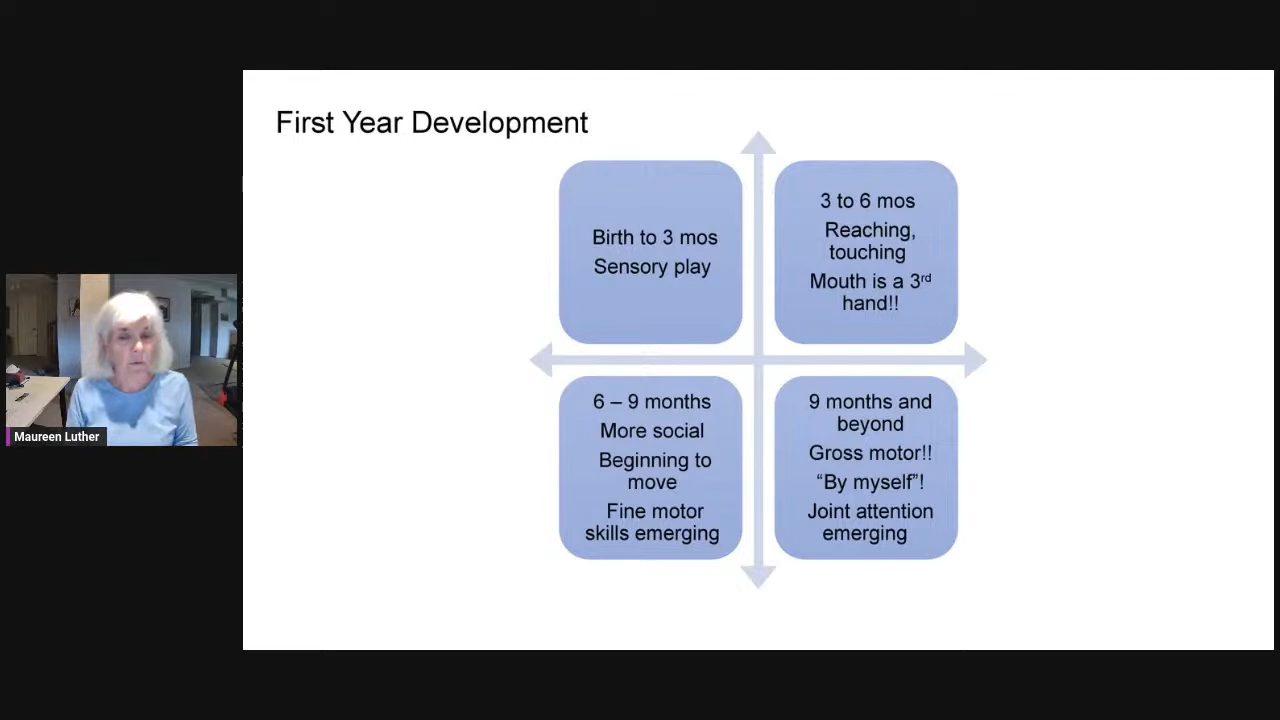 First Year Development
Birth to 3 mos
Sensory play
3 to 6 mos
Reaching,
touching
Mouth is a 3rd
hand!!
6 – 9 months
More social
Beginning to
move
Fine motor
skills emerging
9 months and
beyond
Gross motor!!
“By myself”!
Joint attention
emerging
Maureen Luther